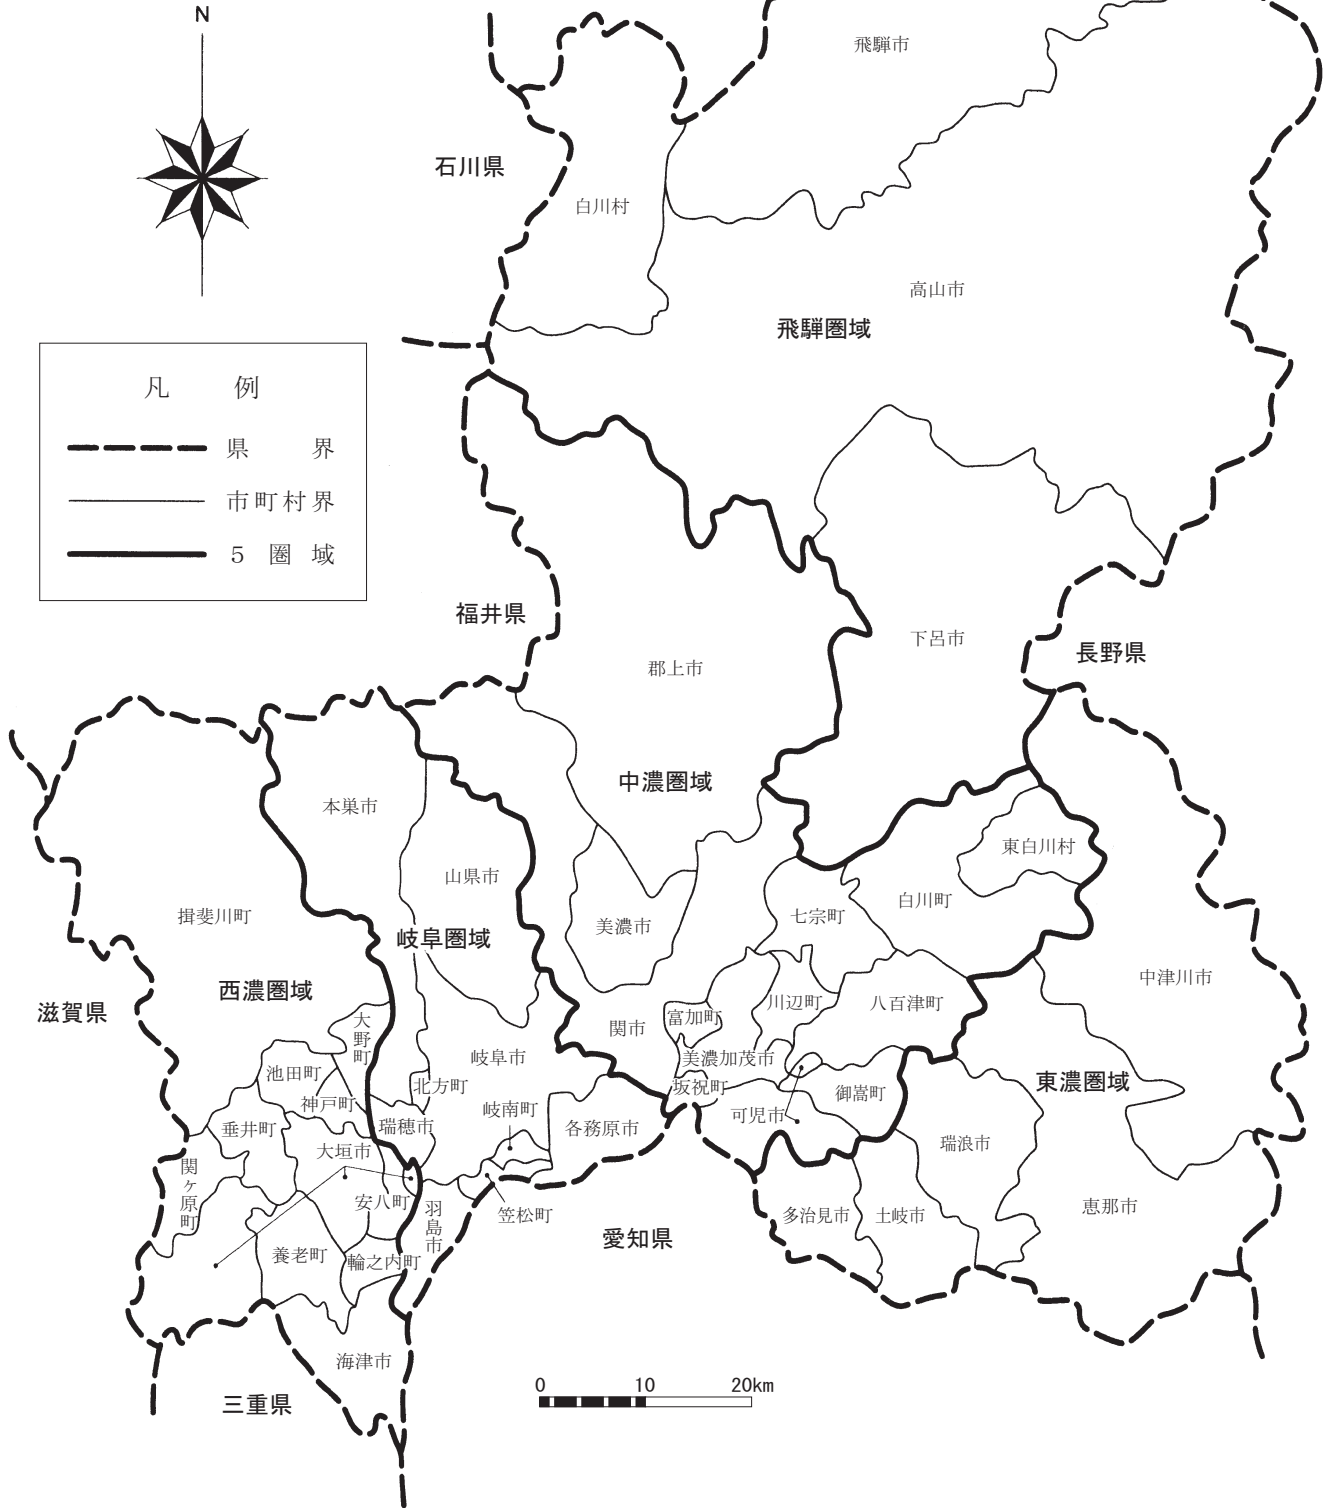 N
飛騨市
石川県
白川村
高山市
飛騨圏域
凡 例
県 界
市町村界
5 圏 域
福井県
下呂市
長野県
郡上市
中濃圏域
本巣市
東白川村
山県市
白川町
揖斐川町
七宗町
美濃市
岐阜圏域
中津川市
西濃圏域
川辺町
八百津町
滋賀県
富加町
関市
大野町
岐阜市
美濃加茂市
池田町
東濃圏域
北方町
坂祝町
御嵩町
神戸町
岐南町
可児市
垂井町
瑞穂市
各務原市
大垣市
瑞浪市
関ヶ原町
安八町
羽島市
笠松町
多治見市
土岐市
恵那市
愛知県
養老町
輪之内町
海津市
0 10 20km
三重県